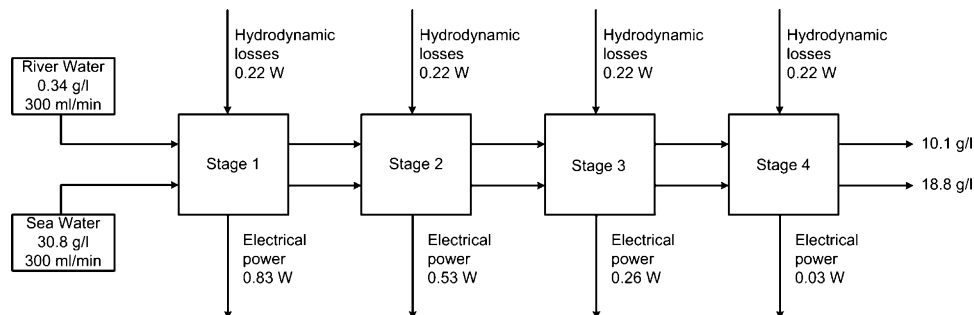 River Water
0.34 g/l
300 ml/min
Sea Water
30.8 g/l
300 ml/min
Hydrodynamic
losses
0.22 W
Stage 1
Electrical
power
0.83 W
Hydrodynamic
losses
0.22 W
Stage 2
Electrical
power
0.53 W
Hydrodynamic
losses
0.22 W
Stage 3
Electrical
power
0.26 W
Hydrodynamic
losses
0.22 W
Stage 4
Electrical
power
0.03 W
10.1 g/l
18.8 g/l